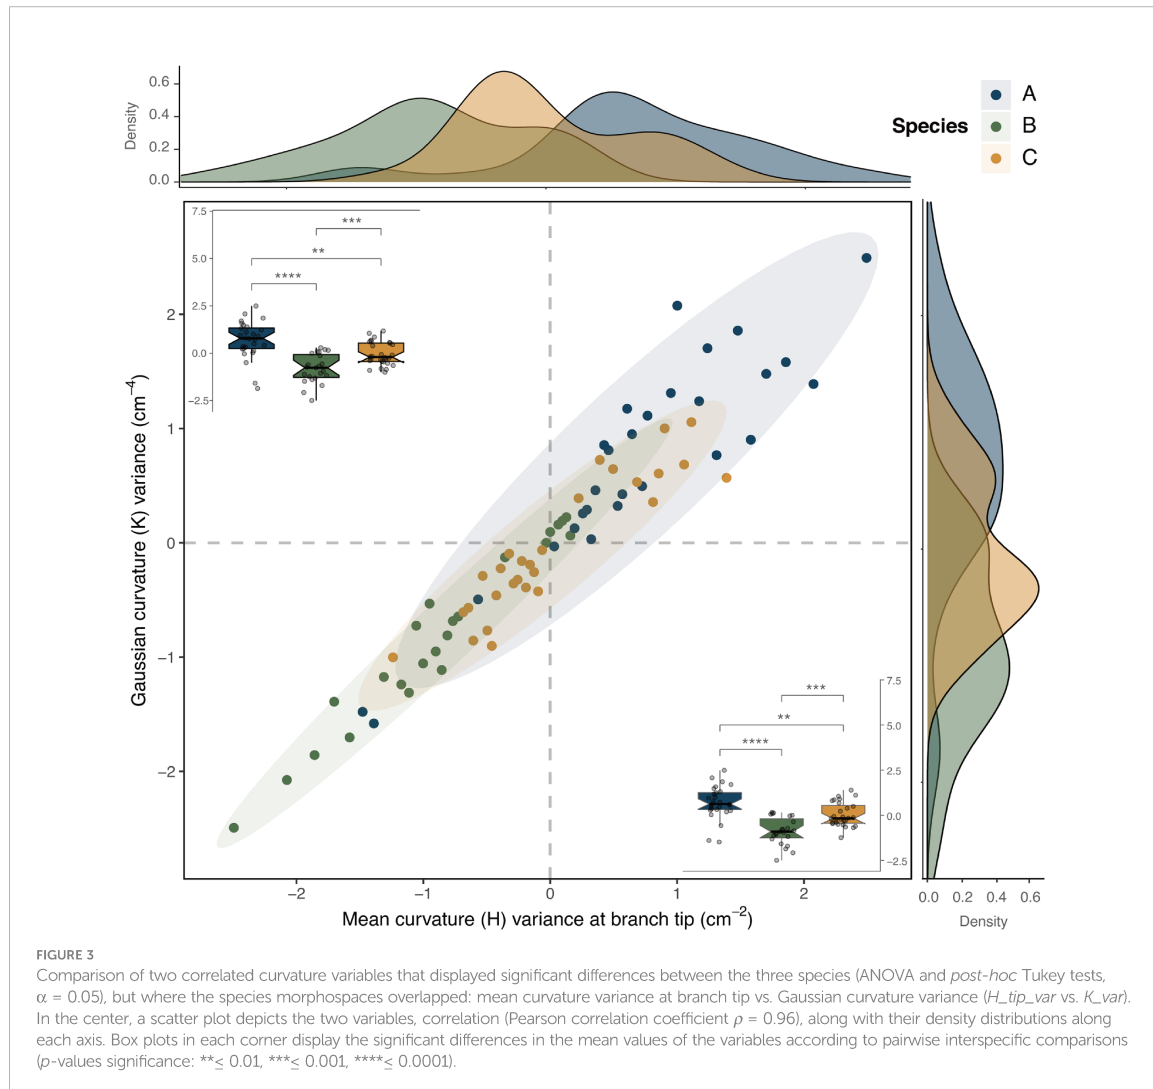 0.6
0.4
0.2
0.0
Density
Species
A
B
C
7.5
5.0
2.5
0.0
−2.5
***
**
****
2
1
0
−1
−2
Gaussian curvature (K) variance (cm−4)
***
**
****
7.5
5.0
2.5
0.0
−2.5
−2
−1
0
1
2
Mean curvature (H) variance at branch tip (cm−2)
0.0
0.2
0.4
0.6
Density
FIGURE 3
Comparison of two correlated curvature variables that displayed significant differences between the three species (ANOVA and post-hoc Tukey tests,
α = 0.05), but where the species morphospaces overlapped: mean curvature variance at branch tip vs. Gaussian curvature variance (H_tip_var vs. K_var).
In the center, a scatter plot depicts the two variables, correlation (Pearson correlation coefficient ρ = 0.96), along with their density distributions along
each axis. Box plots in each corner display the significant differences in the mean values of the variables according to pairwise interspecific comparisons
(p-values significance: **≤ 0.01, ***≤ 0.001, ****≤ 0.0001).